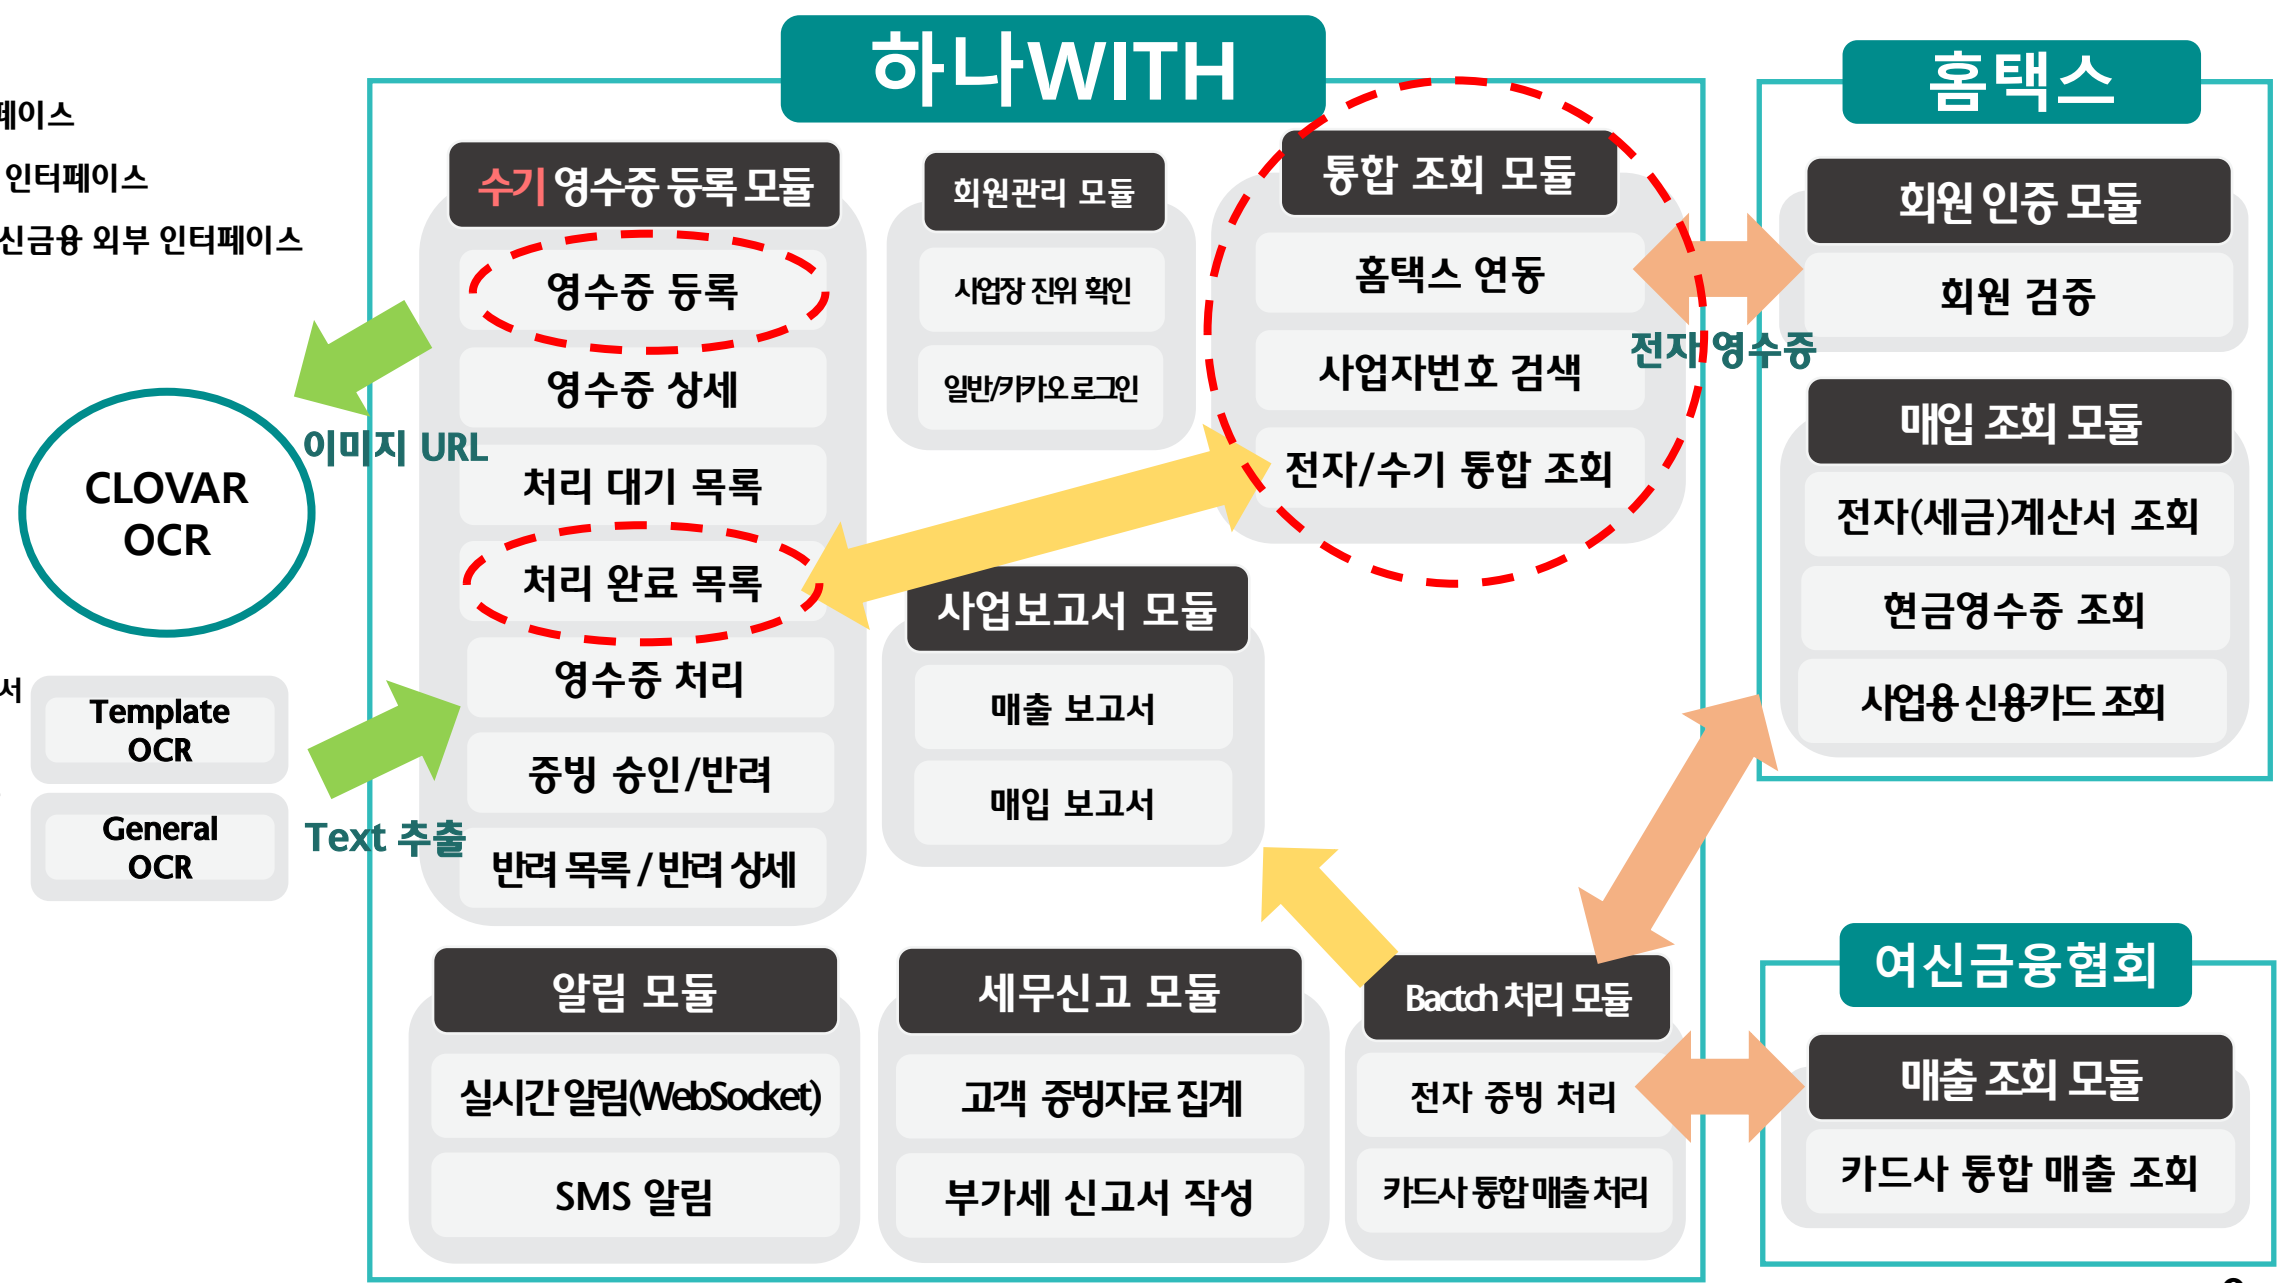 하나WITH
홈택스
페이스
인터페이스
신금융 외부 인터페이스
수기 영수증 등록 모듈
영수증 등록
영수증 상세
처리 대기 목록
처리 완료 목록
영수증 처리
증빙 승인/반려
반려 목록 / 반려 상세
회원관리 모듈
사업장 진위 확인
일반/카카오 로그인
통합 조회 모듈
홈택스 연동
사업자번호 검색
전자/수기 통합 조회
전자 영수증
회원 인증 모듈
회원 검증
매입 조회 모듈
전자(세금)계산서 조회
현금영수증 조회
사업용 신용카드 조회
이미지 URL
CLOVAR
OCR
서
Template
OCR
General
OCR
Text 추출
사업보고서 모듈
매출 보고서
매입 보고서
알림 모듈
실시간 알림(WebSocket)
SMS 알림
세무신고 모듈
고객 증빙자료 집계
부가세 신고서 작성
Bactch 처리 모듈
전자 증빙 처리
카드사 통합 매출 처리
여신금융협회
매출 조회 모듈
카드사 통합 매출 조회